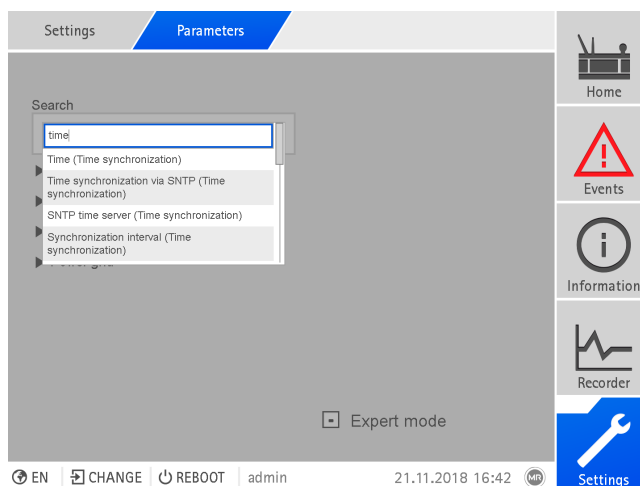 Settings
Parameters
Search
time
Time (Time synchronization)
Time synchronization via SNTP (Time
synchronization)
SNTP time server (Time synchronization)
Synchronization interval (Time
synchronization)
Expert mode
Home
Events
Information
Recorder
Settings
EN
CHANGE
REBOOT
admin
21.11.2018 16:42
MR